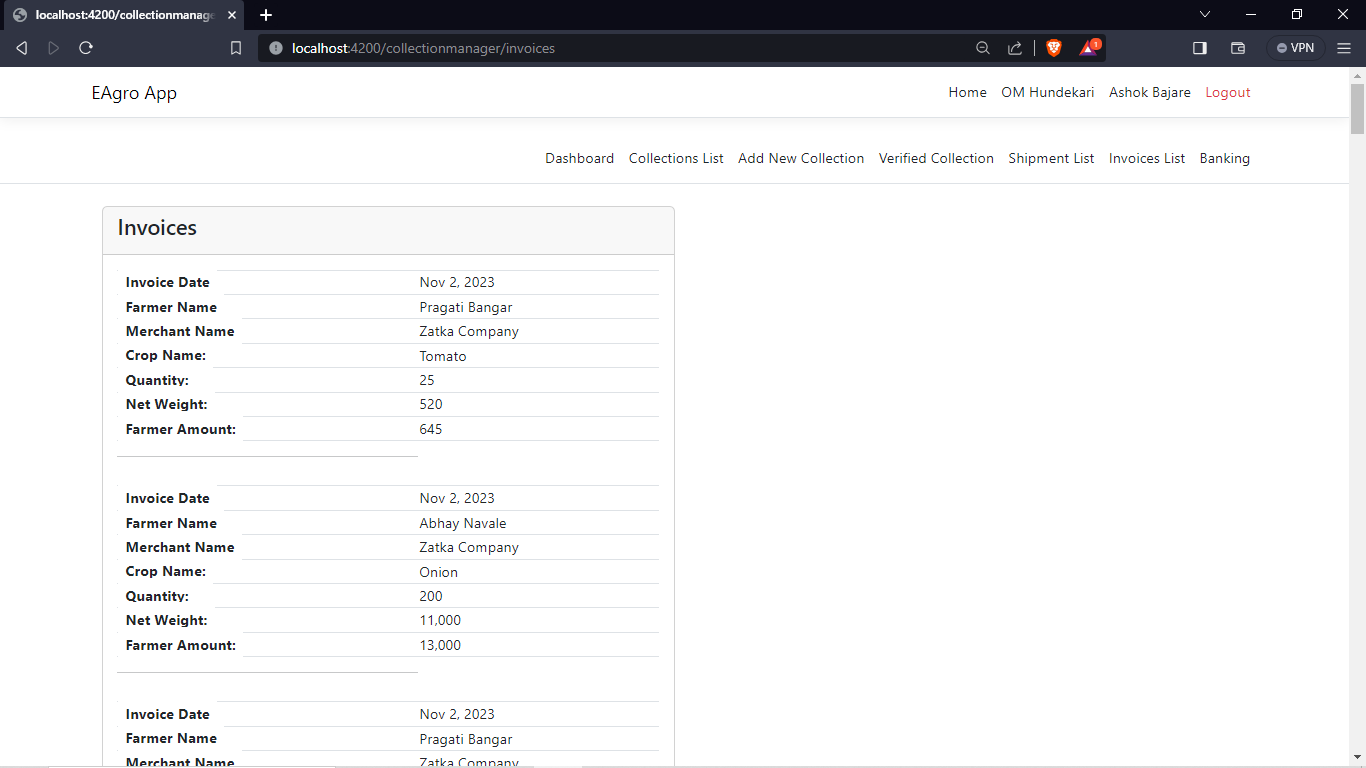 localhost:4200/collectionmanage
localhost:4200/collectionmanager/invoices
1
VPN
EAgro App
Home OM Hundekari Ashok Bajare Logout
Dashboard Collections List Add New Collection Verified Collection Shipment List Invoices List Banking
Invoices
Invoice Date Nov 2, 2023
Farmer Name Pragati Bangar
Merchant Name Zatka Company
Crop Name: Tomato
Quantity: 25
Net Weight: 520
Farmer Amount: 645
Invoice Date Nov 2, 2023
Farmer Name Abhay Navale
Merchant Name Zatka Company
Crop Name: Onion
Quantity: 200
Net Weight: 11,000
Farmer Amount: 13,000
Invoice Date Nov 2, 2023
Farmer Name Pragati Bangar
Merchant Name Zatka Company